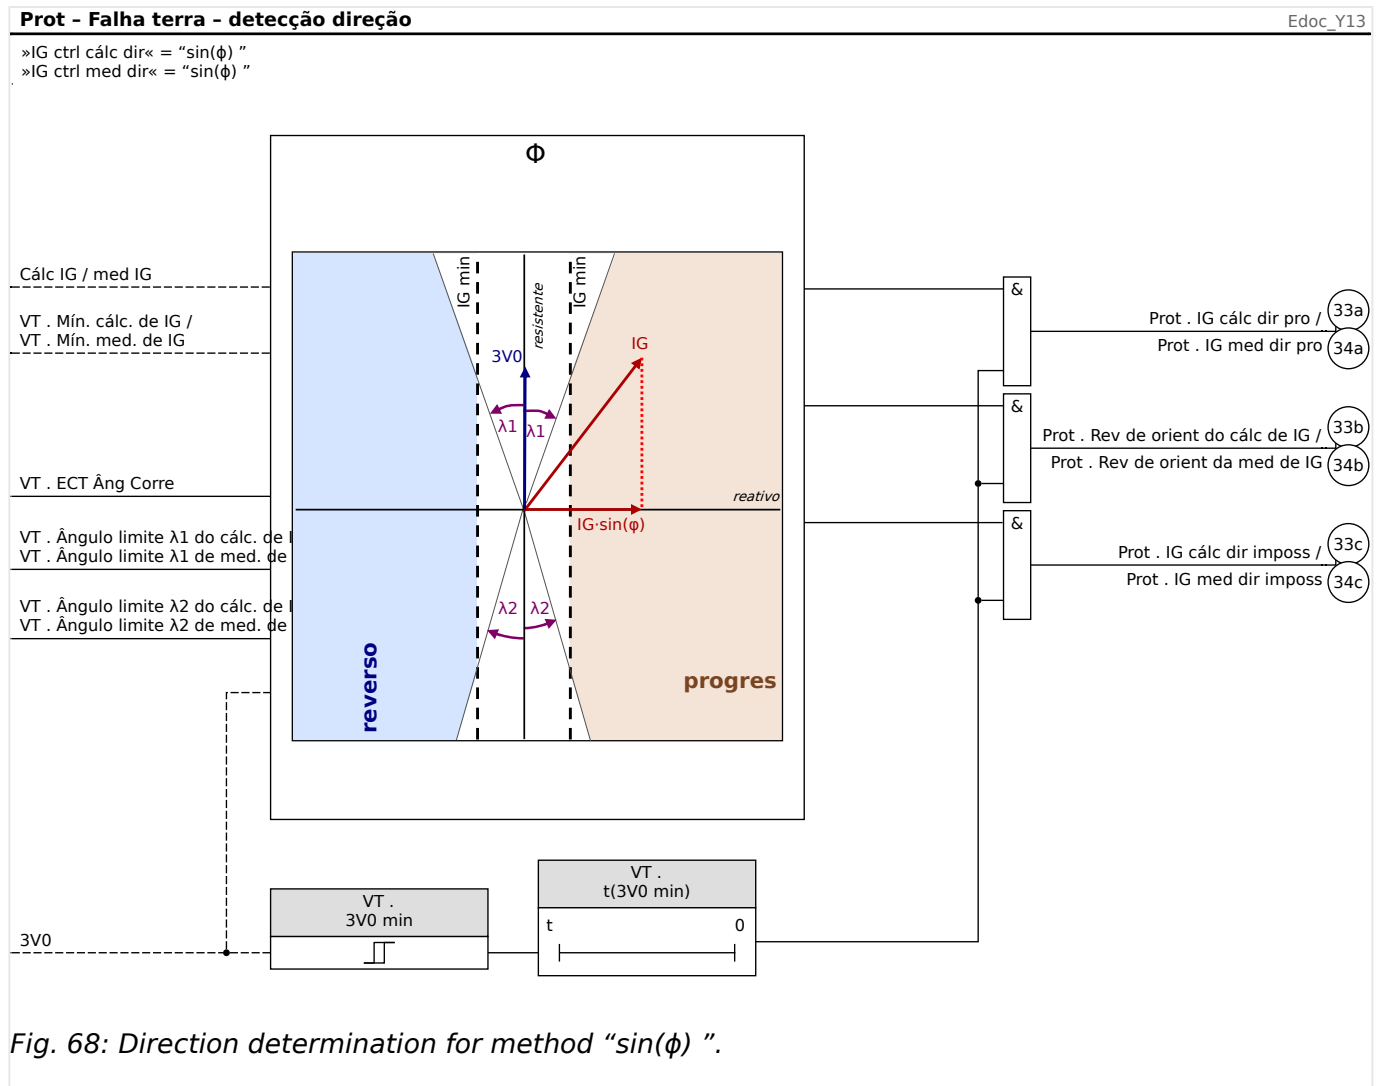 Prot – Falha terra – detecção direção
Edoc_Y13
»IG ctrl cálc dir« = “sin(ϕ) ”
»IG ctrl med dir« = “sin(ϕ) ”
Φ
Cálc IG / med IG
VT . Mín. cálc. de IG /
VT . Mín. med. de IG
VT . ECT Âng Corre
VT . Ângulo limite λ1 do cálc. de I
VT . Ângulo limite λ1 de med. de
VT . Ângulo limite λ2 do cálc. de I
VT . Ângulo limite λ2 de med. de
3V0
IG min
resistente
IG min
3V0
IG
λ1
λ1
reativo
IG·sin(φ)
λ2
λ2
reverso
progres
&
Prot . IG cálc dir pro /
33a
Prot . IG med dir pro
34a
&
Prot . Rev de orient do cálc de IG /
33b
Prot . Rev de orient da med de IG
34b
&
Prot . IG cálc dir imposs /
33c
Prot . IG med dir imposs
34c
VT .
3V0 min
VT .
t(3V0 min)
t
0
Fig. 68: Direction determination for method “sin(ϕ) ”.